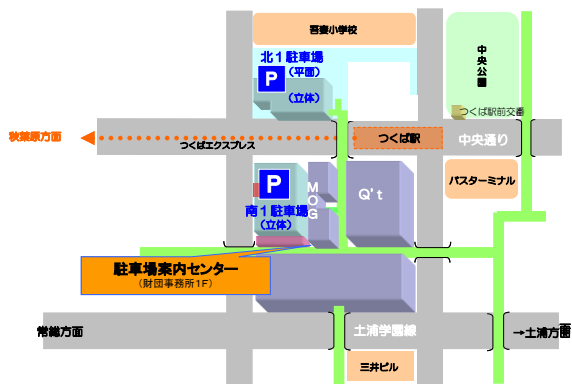 吾妻小学校
北1駐車場
（平面）
P
（立体）
中央公園
つくば駅前交番
秋葉原方面
つくばエクスプレス
つくば駅
中央通り
P
南1駐車場
（立体）
MOG
Q't
バスターミナル
駐車場案内センター
（財団事務所1F）
常総方面
土浦学園線
→土浦方面
三井ビル